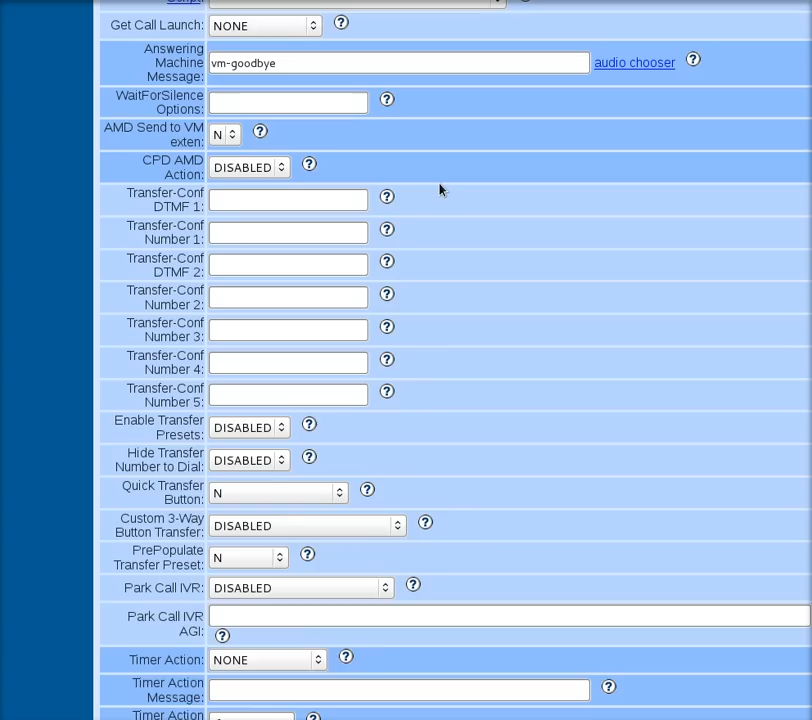 Script:
Get Call Launch: NONE
Answering
Machine
Message: vm-goodbye audio chooser
WaitForSilence
Options:
AMD Send to VM
exten: N
CPD AMD
Action: DISABLED
Transfer-Conf
DTMF 1:
Transfer-Conf
Number 1:
Transfer-Conf
DTMF 2:
Transfer-Conf
Number 2:
Transfer-Conf
Number 3:
Transfer-Conf
Number 4:
Transfer-Conf
Number 5:
Enable Transfer
Presets: DISABLED
Hide Transfer
Number to Dial: DISABLED
Quick Transfer
Button: N
Custom 3-Way
Button Transfer: DISABLED
PrePopulate
Transfer Preset: N
Park Call IVR: DISABLED
Park Call IVR
AGI:
Timer Action: NONE
Timer Action
Message:
Timer Action